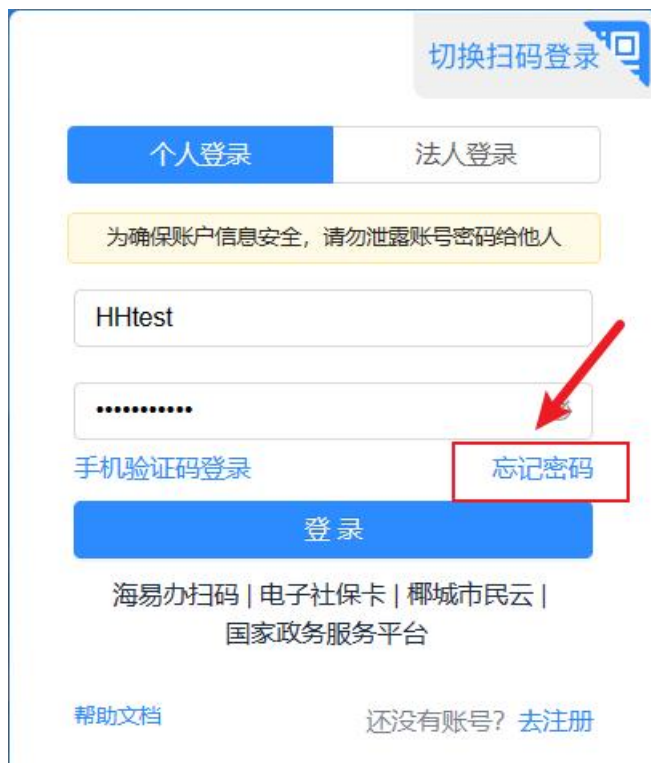 切换扫码登录
个人登录 法人登录
为确保账户信息安全，请勿泄露账号密码给他人
HHtest
•••••••••••
手机验证码登录 忘记密码
登 录
海易办扫码 | 电子社保卡 | 椰城市民云 |
国家政务服务平台
帮助文档 还没有账号？去注册